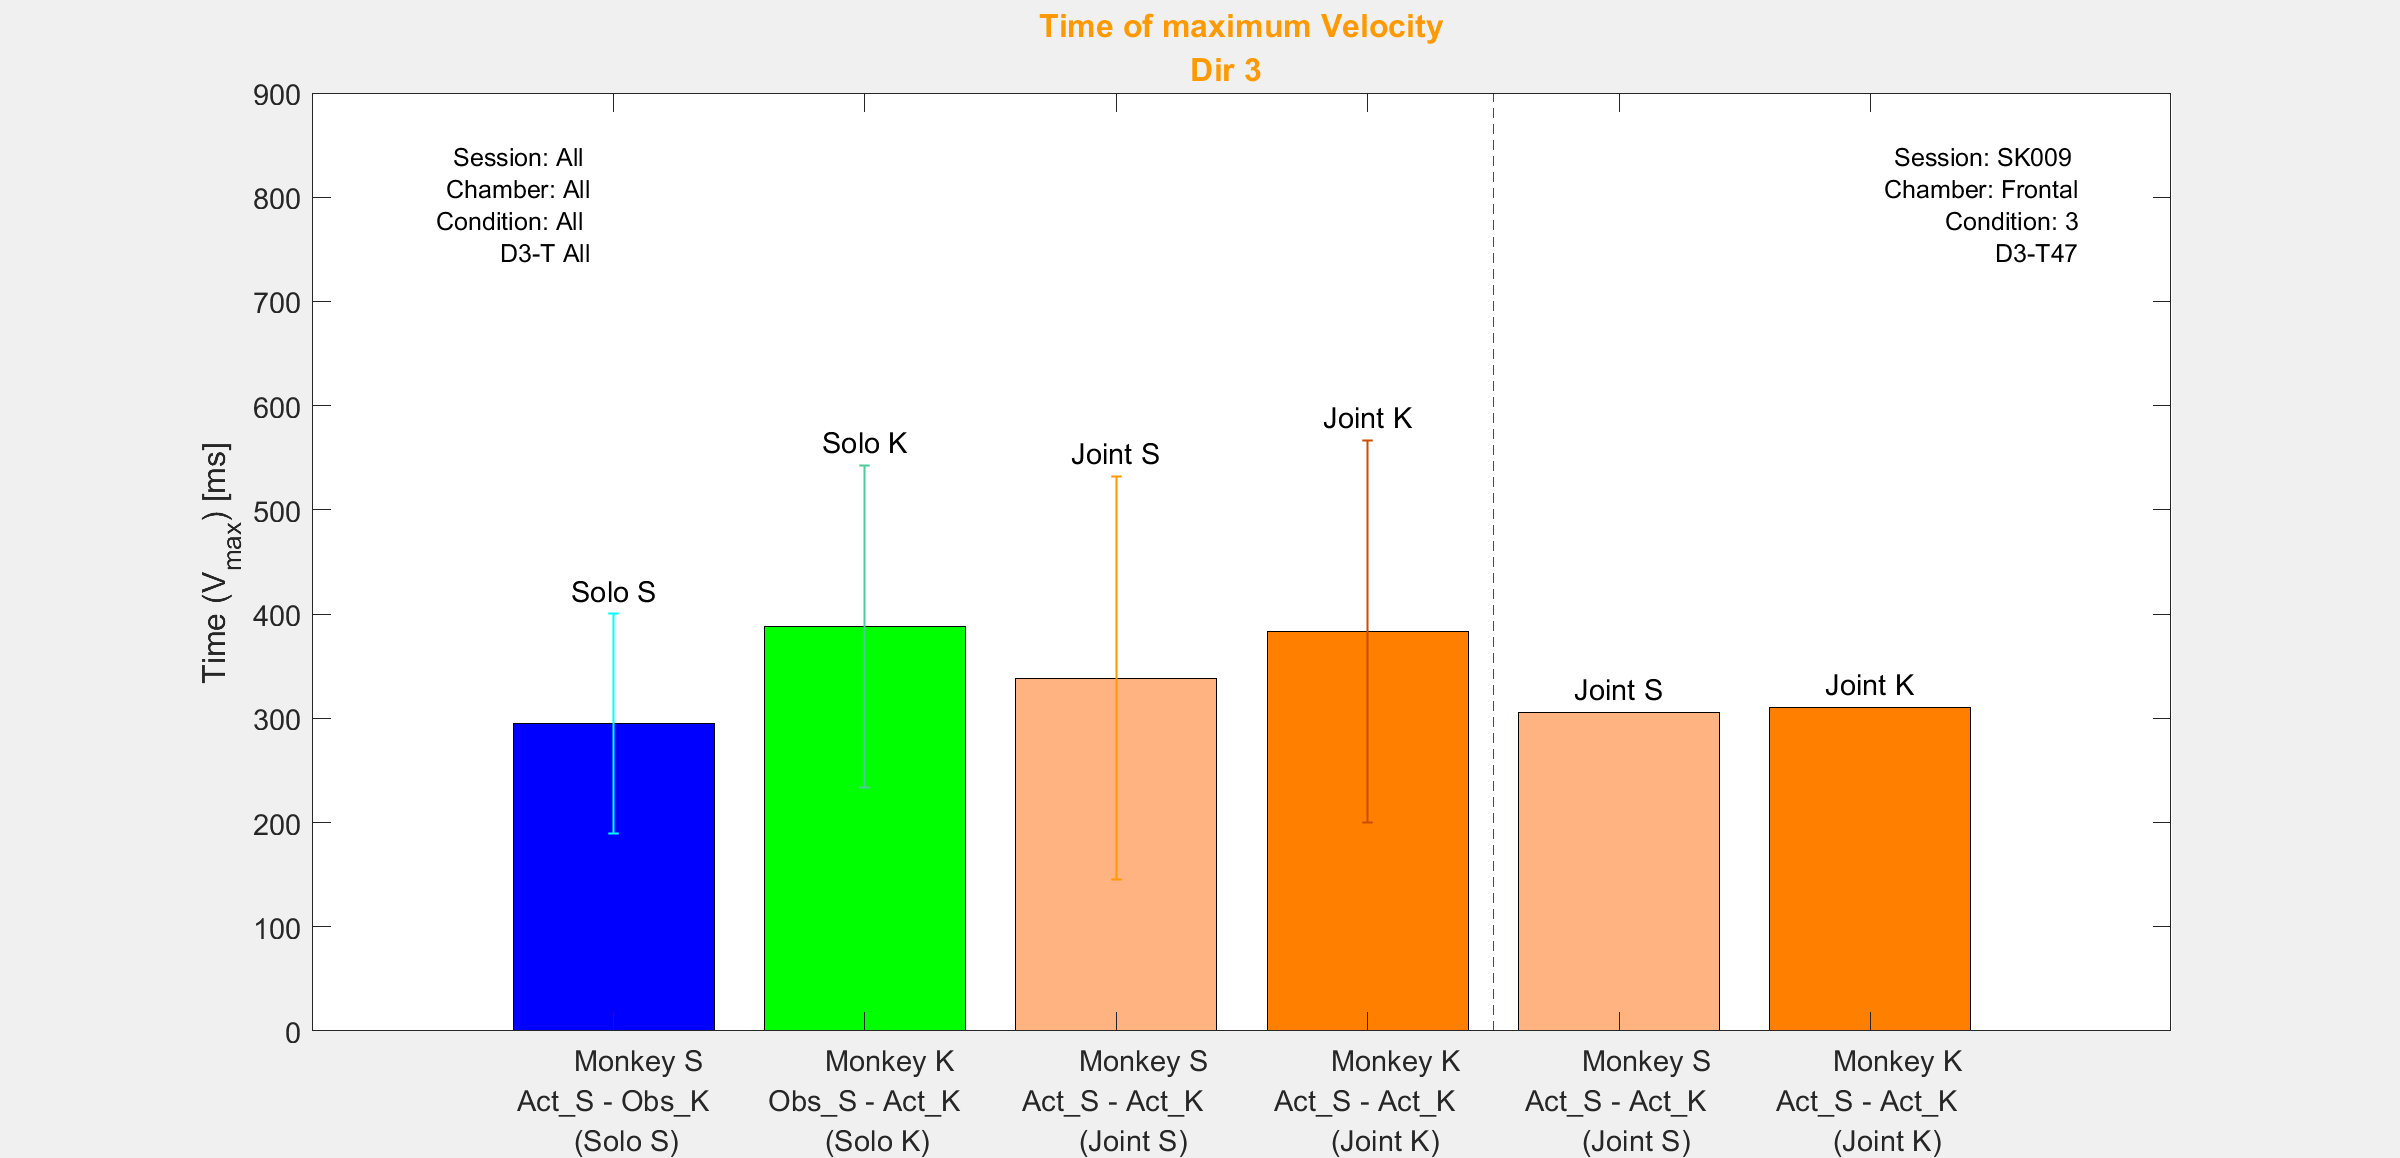 Time of maximum Velocity
Dir 3
900
800
700
600
500
400
300
200
100
0
Time (Vmax) [ms]
Session: All
Chamber: All
Condition: All
D3-T All
Session: SK009
Chamber: Frontal
Condition: 3
D3-T47
Solo S
Solo K
Joint S
Joint K
Joint S
Joint K
Monkey S
Act_S - Obs_K
(Solo S)
Monkey K
Obs_S - Act_K
(Solo K)
Monkey S
Act_S - Act_K
(Joint S)
Monkey K
Act_S - Act_K
(Joint K)
Monkey S
Act_S - Act_K
(Joint S)
Monkey K
Act_S - Act_K
(Joint K)